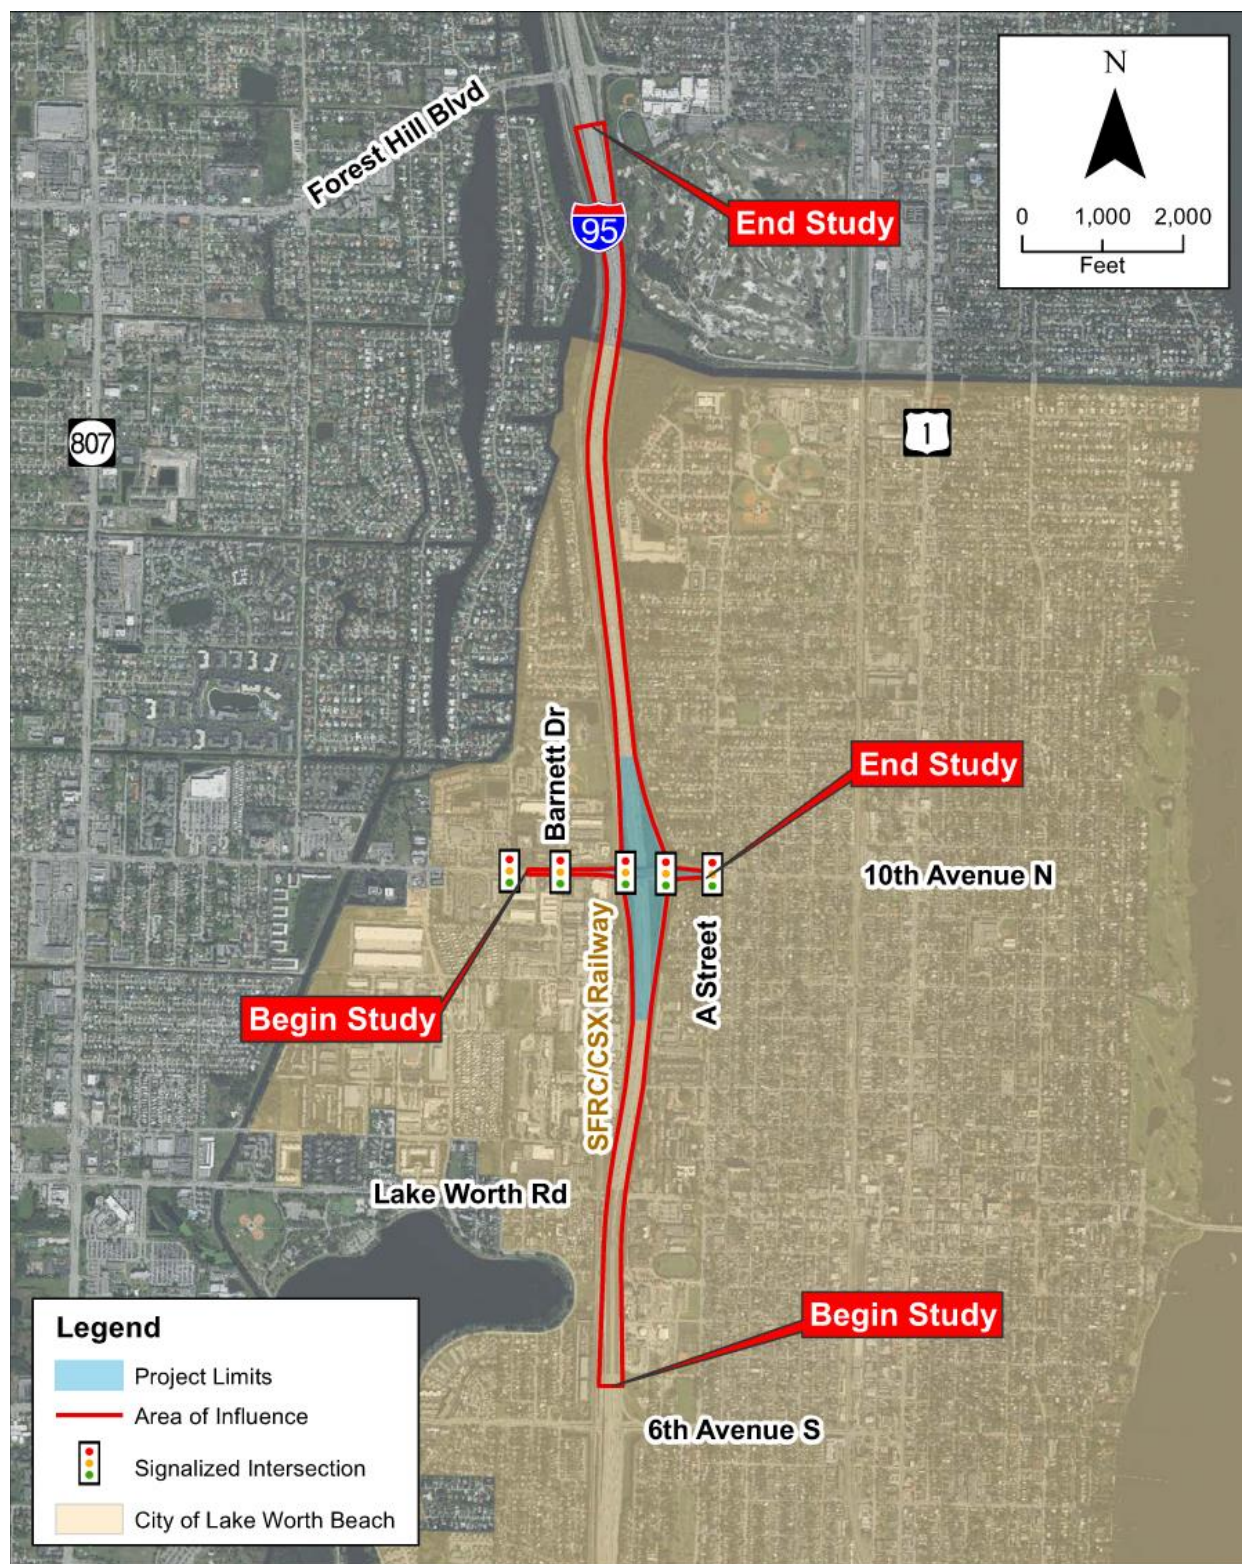 N
0 1,000 2,000
Feet
Forest Hill Blvd
End Study
95
807
1
Barnett Dr
End Study
10th Avenue N
SFRC/CSX Railway
A Street
Begin Study
Lake Worth Rd
Begin Study
6th Avenue S
Legend
Project Limits
Area of Influence
Signalized Intersection
City of Lake Worth Beach